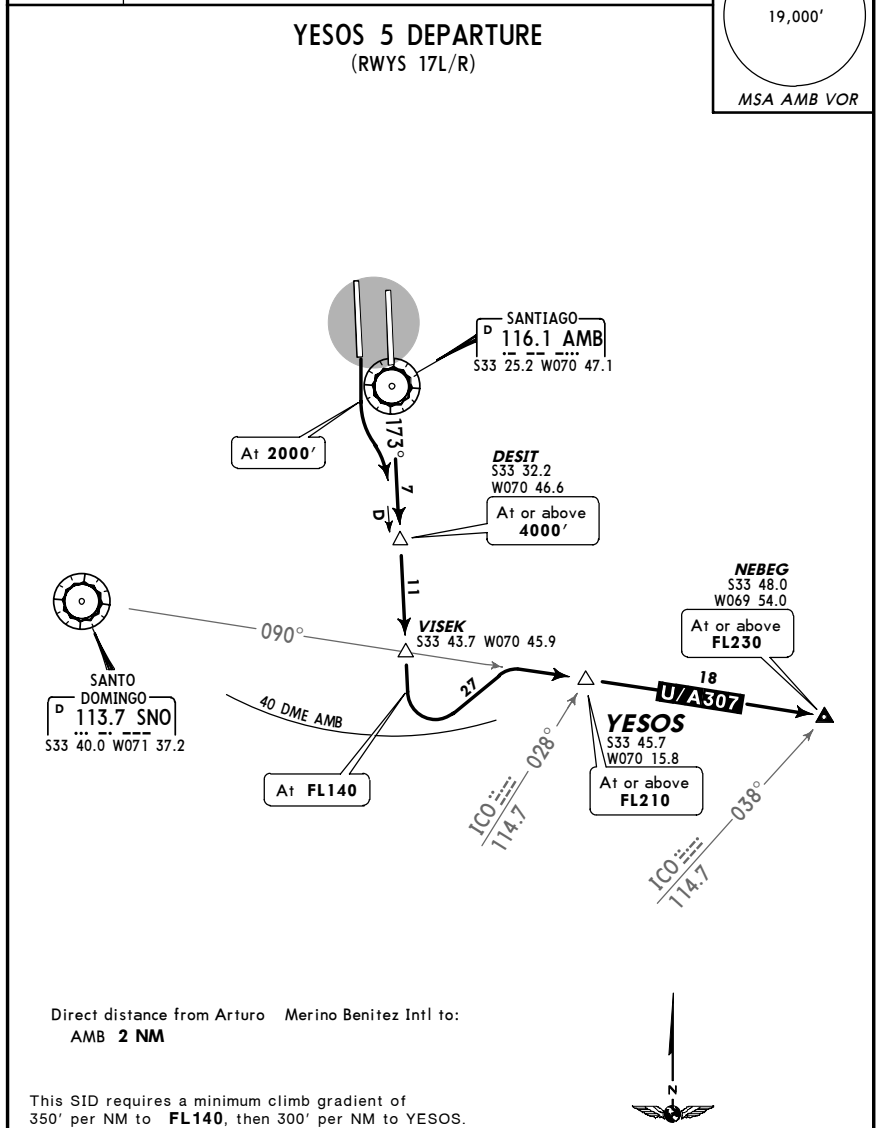 19,000'
MSA AMB VOR
YESOS 5 DEPARTURE
(RWYS 17L/R)
SANTIAGO
D 116.1 AMB
S33 25.2 W070 47.1
At 2000'
173°
7
D
DESIT
S33 32.2
W070 46.6
At or above
4000'
11
090°
VISEK
S33 43.7 W070 45.9
NEBEG
S33 48.0
W069 54.0
At or above
FL230
SANTO
DOMINGO
D 113.7 SNO
S33 40.0 W071 37.2
40 DME AMB
27
At FL140
18
U/A307
YESOS
S33 45.7
W070 15.8
At or above
FL210
028°
ICO
114.7
038°
ICO
114.7
Direct distance from Arturo Merino Benitez Intl to:
AMB 2 NM
N
This SID requires a minimum climb gradient of
350' per NM to FL140, then 300' per NM to YESOS.